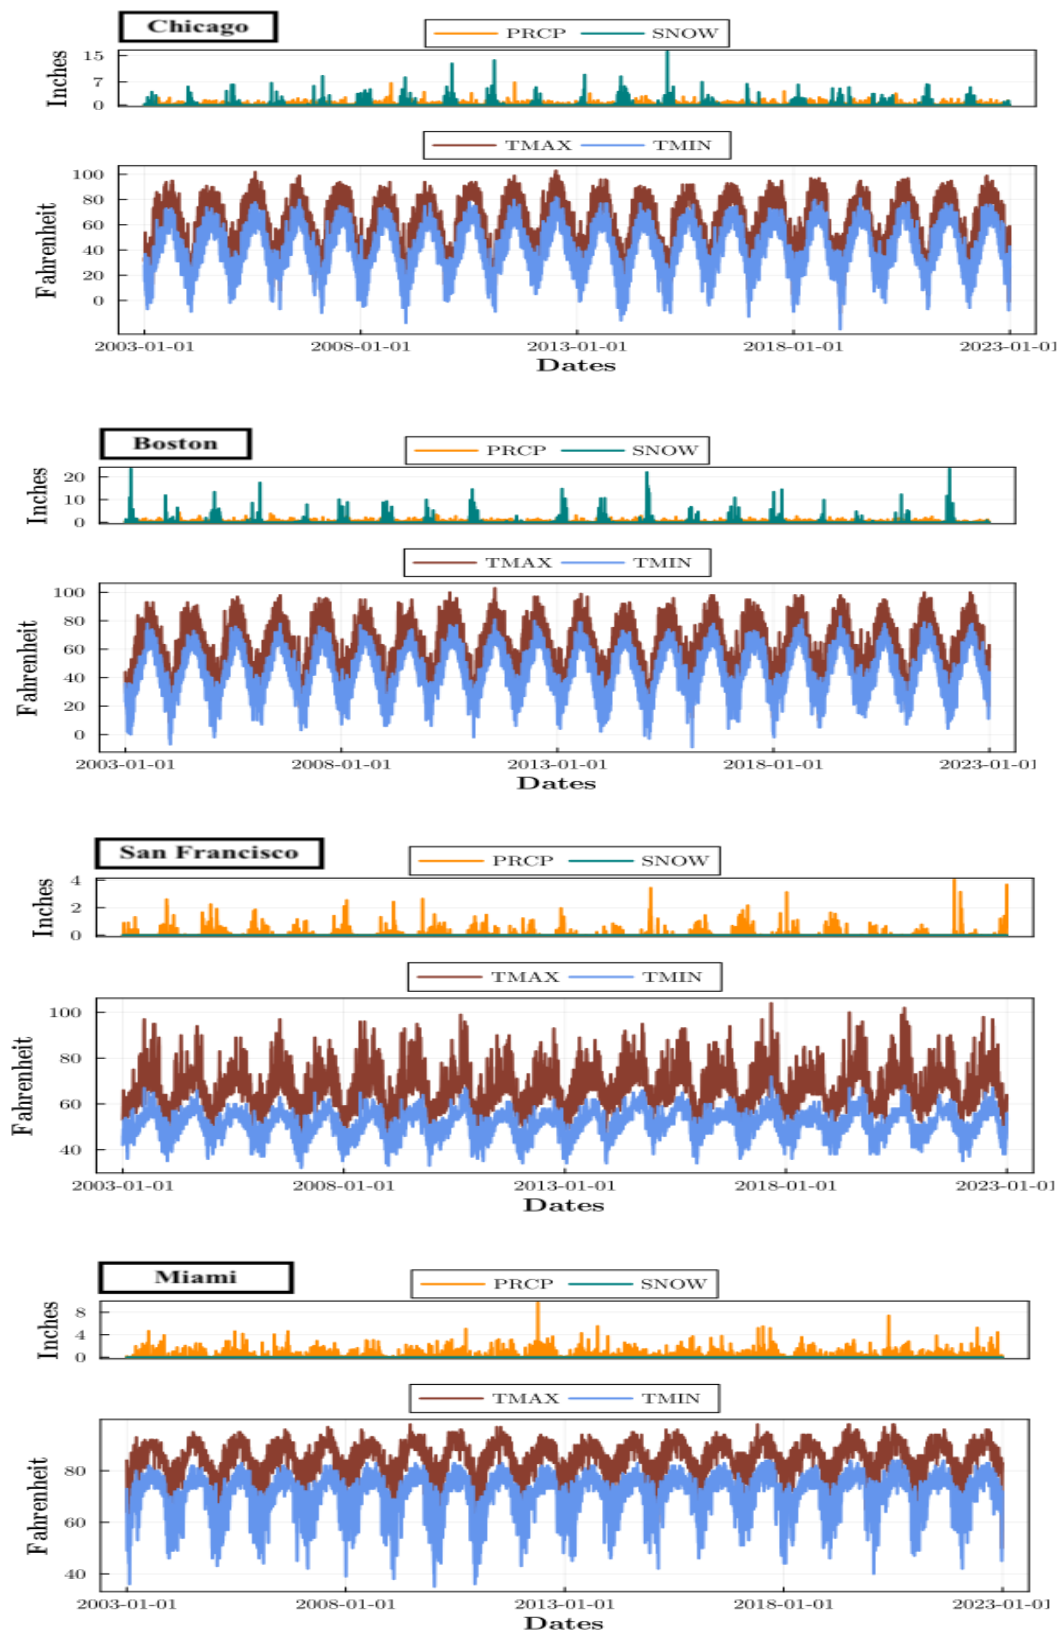 Chicago
PRCP SNOW
15
7
0
Inches
TMAX TMIN
100
80
60
40
20
0
Fahrenheit
2003-01-01 2008-01-01 2013-01-01 2018-01-01 2023-01-01
Dates
Boston
PRCP SNOW
20
10
0
Inches
TMAX TMIN
100
80
60
40
20
0
Fahrenheit
2003-01-01 2008-01-01 2013-01-01 2018-01-01 2023-01-01
Dates
San Francisco
PRCP SNOW
4
2
0
Inches
TMAX TMIN
100
80
60
40
Fahrenheit
2003-01-01 2008-01-01 2013-01-01 2018-01-01 2023-01-01
Dates
Miami
PRCP SNOW
8
4
0
Inches
TMAX TMIN
80
60
40
Fahrenheit
2003-01-01 2008-01-01 2013-01-01 2018-01-01 2023-01-01
Dates